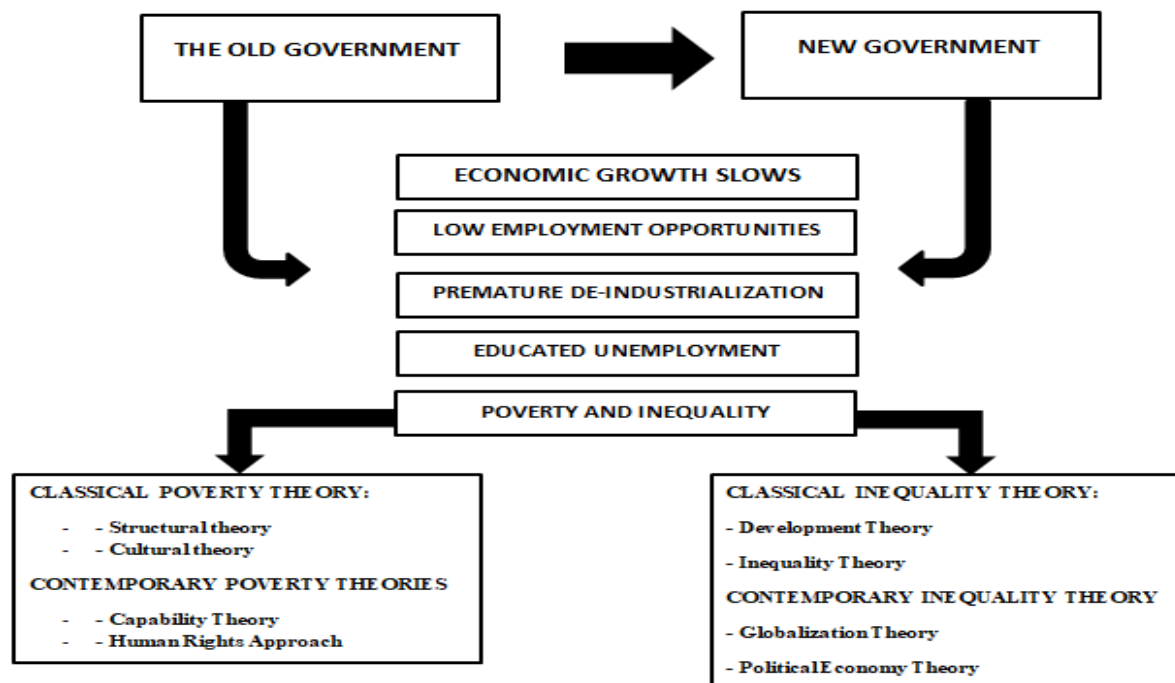 THE OLD GOVERNMENT
NEW GOVERNMENT
ECONOMIC GROWTH SLOWS
LOW EMPLOYMENT OPPORTUNITIES
PREMATURE DE-INDUSTRIALIZATION
EDUCATED UNEMPLOYMENT
POVERTY AND INEQUALITY
CLASSICAL POVERTY THEORY:
- - Structural theory
- - Cultural theory
CONTEMPORARY POVERTY THEORIES
- - Capability Theory
- - Human Rights Approach
CLASSICAL INEQUALITY THEORY:
- Development Theory
- Inequality Theory
CONTEMPORARY INEQUALITY THEORY
- Globalization Theory
- Political Economy Theory